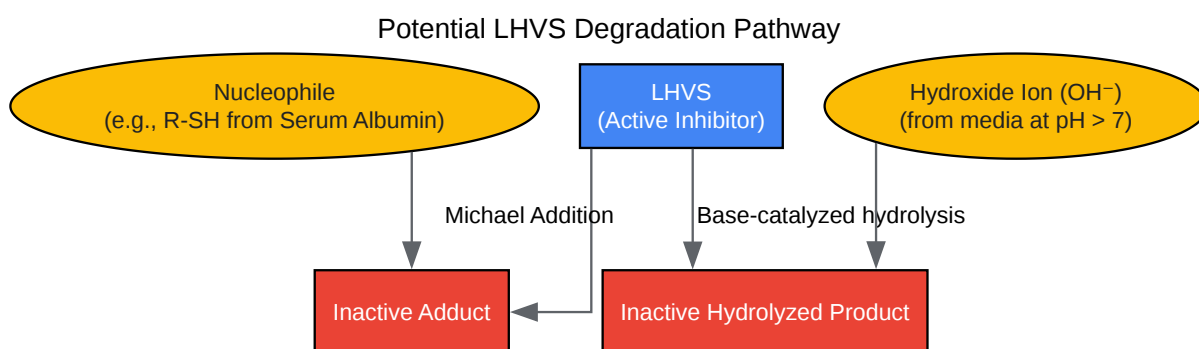 Potential LHVS Degradation Pathway
Nucleophile
(e.g., R-SH from Serum Albumin)
LHVS
(Active Inhibitor)
Hydroxide Ion (OH⁻)
(from media at pH > 7)
Michael Addition
Base-catalyzed hydrolysis
Inactive Adduct
Inactive Hydrolyzed Product